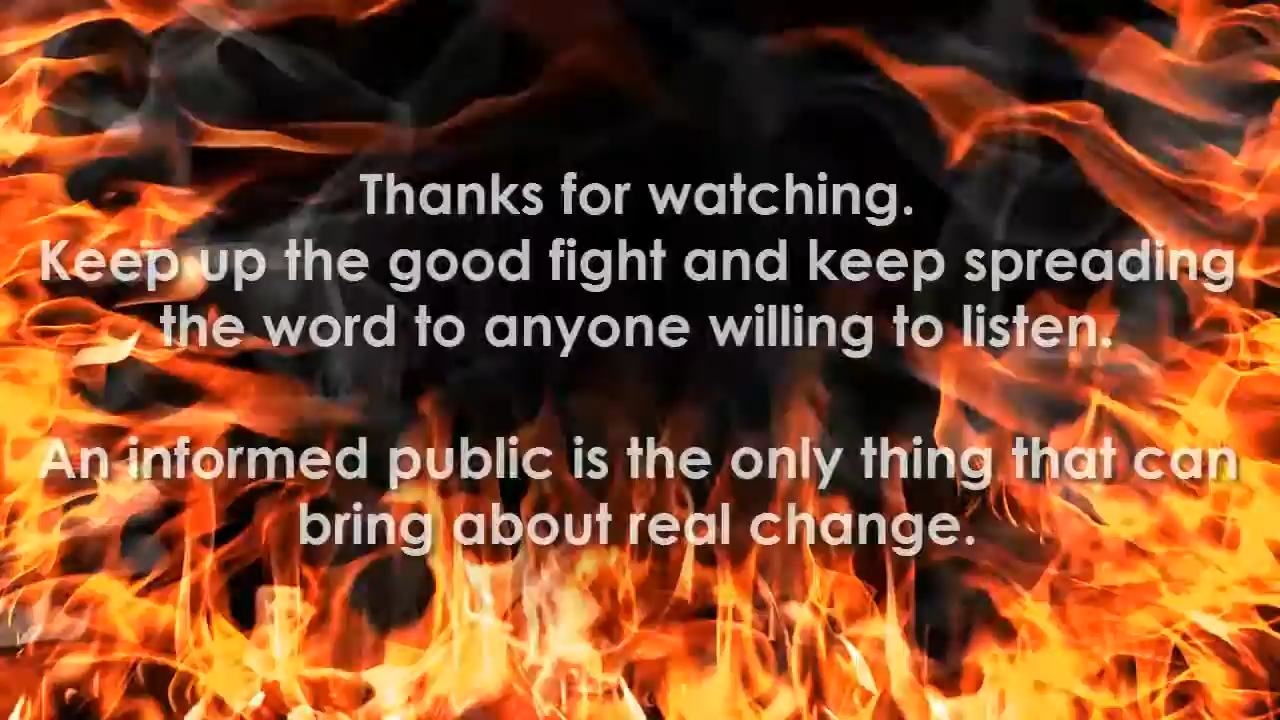 Thanks for watching.
Keep up the good fight and keep spreading
the word to anyone willing to listen.
An informed public is the only thing that can
bring about real change.